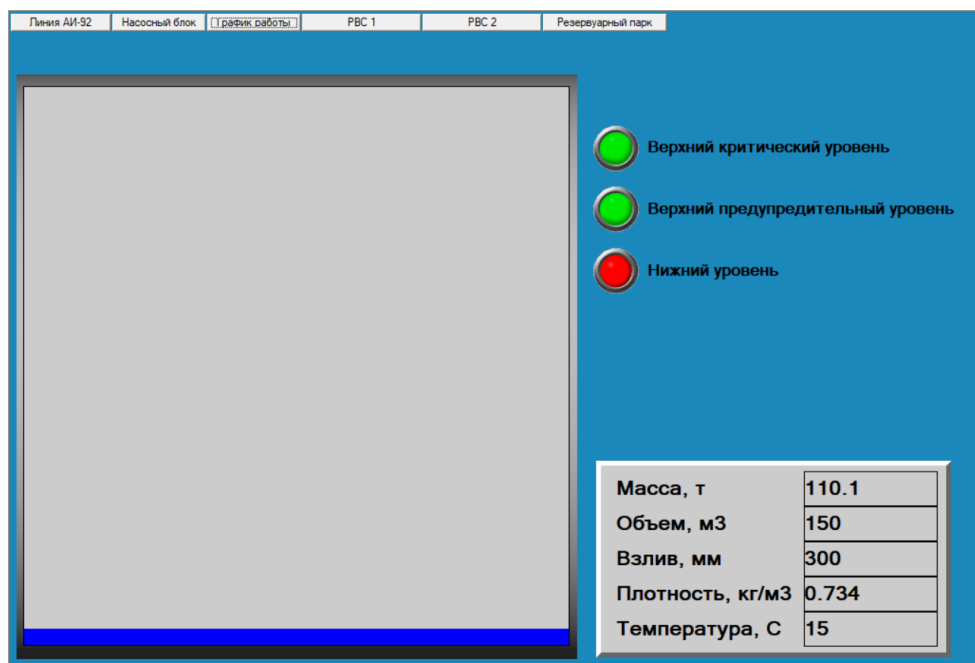 Линия АИ-92 Насосный блок График работы РВС 1 РВС 2 Резервуарный парк
Верхний критический уровень
Верхний предупредительный уровень
Нижний уровень
Масса, т 110.1
Объем, м3 150
Взлив, мм 300
Плотность, кг/м3 0.734
Температура, С 15